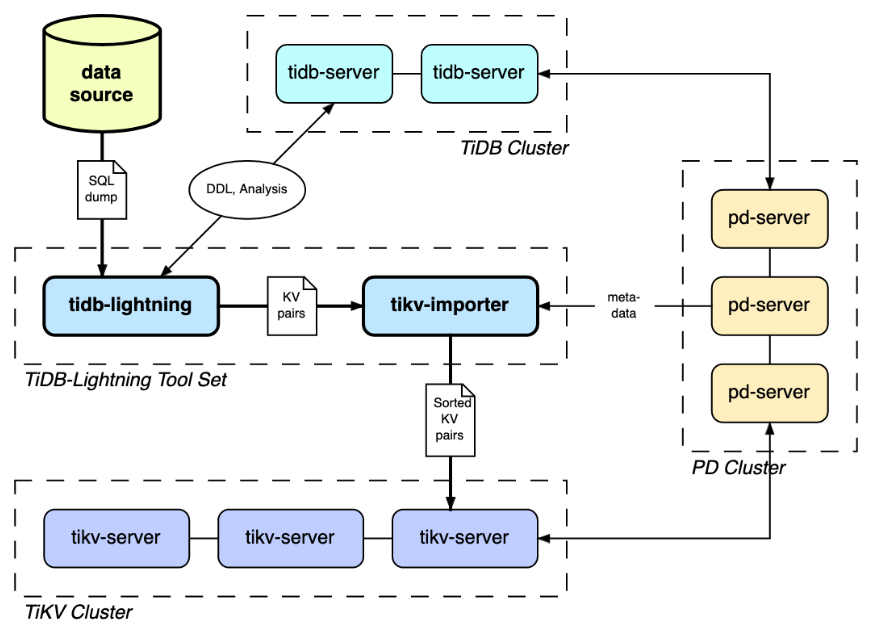 data
source
tidb-server
tidb-server
TiDB Cluster
SQL
dump
DDL, Analysis
pd-server
tidb-lightning
KV
pairs
tikv-importer
meta-
data
pd-server
TiDB-Lightning Tool Set
pd-server
Sorted
KV
pairs
PD Cluster
tikv-server
tikv-server
tikv-server
TiKV Cluster